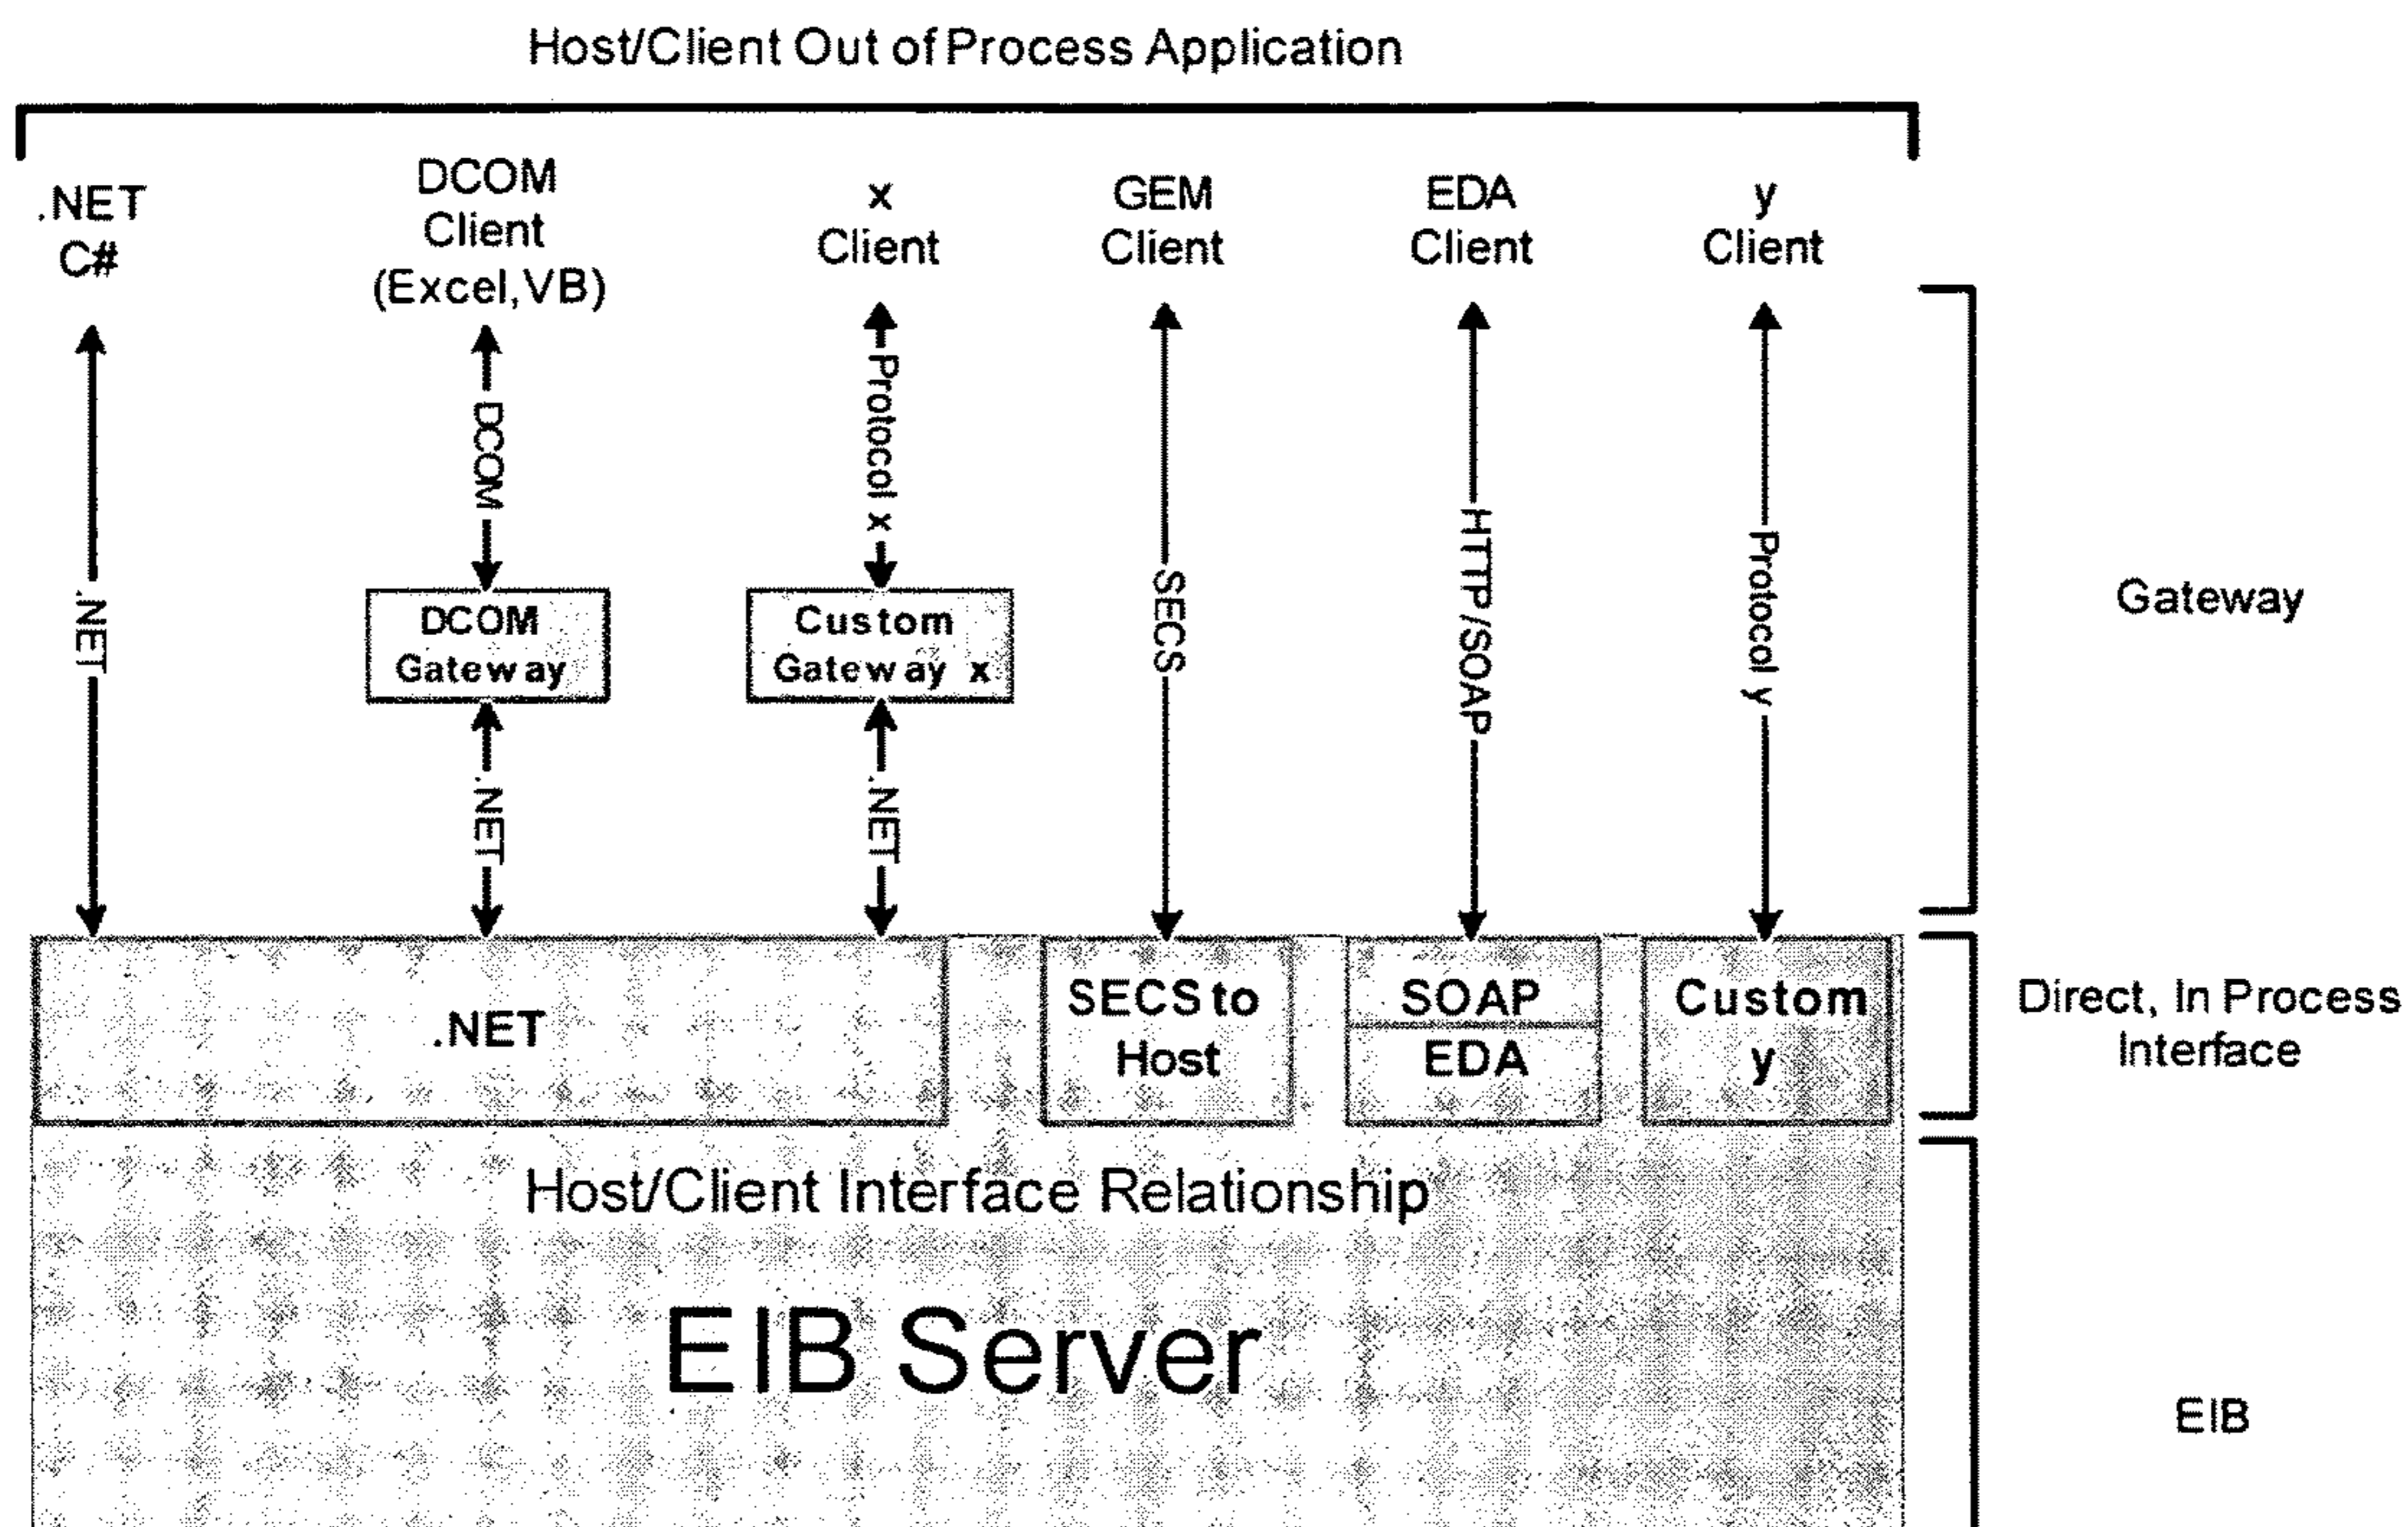 Host/Client Out of Process Application
.NET
C#
DCOM
Client
(Excel,VB)
x
Client
GEM
Client
EDA
Client
y
Client
.NET
DCOM
Protocol x
SECS
HTTP/SOAP
Protocol y
DCOM
Gateway
Custom
Gateway x
Gateway
.NET
.NET
.NET
SECS to
Host
SOAP
EDA
Custom
y
Direct, In Process
Interface
Host/Client Interface Relationship
EIB Server
EIB